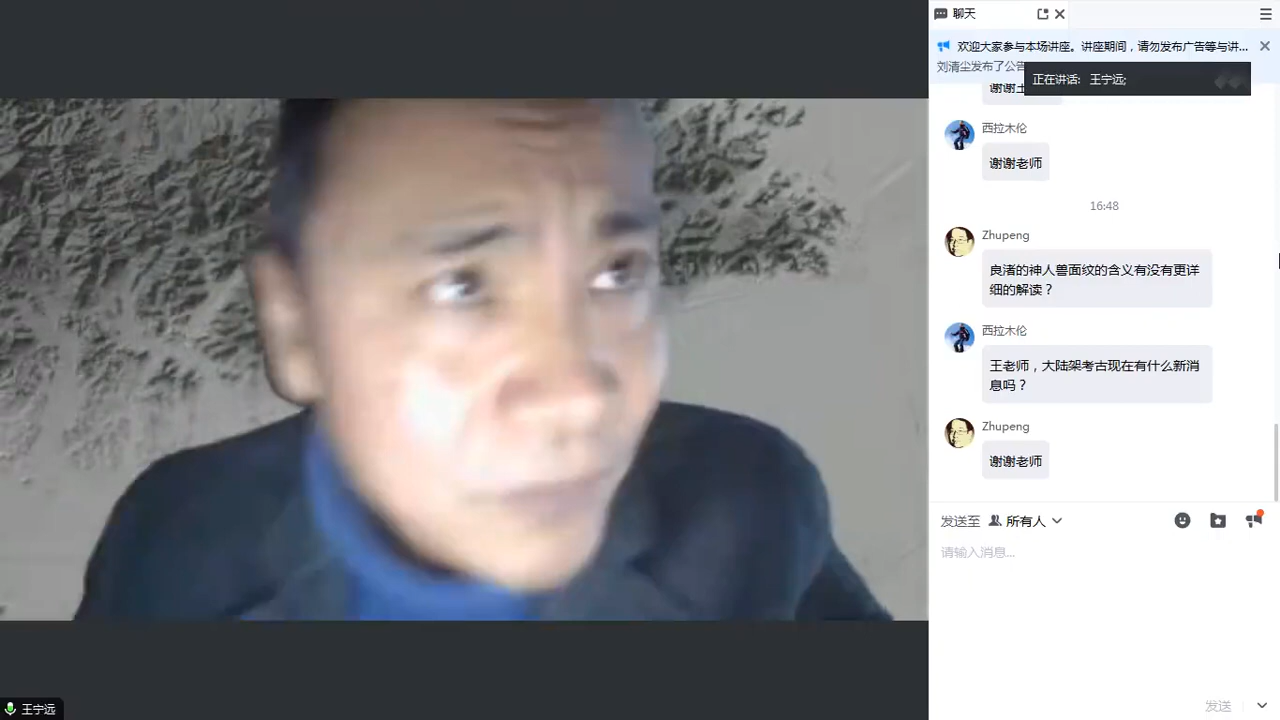 聊天
欢迎大家参与本场讲座。讲座期间，请勿发布广告等与讲...
刘清尘发布了公告
正在讲话: 王宁远;
西拉木伦
谢谢老师
16:48
Zhupeng
良渚的神人兽面纹的含义有没有更详
细的解读？
西拉木伦
王老师，大陆架考古现在有什么新消
息吗？
Zhupeng
谢谢老师
发送至 所有人
请输入消息...
发送
王宁远